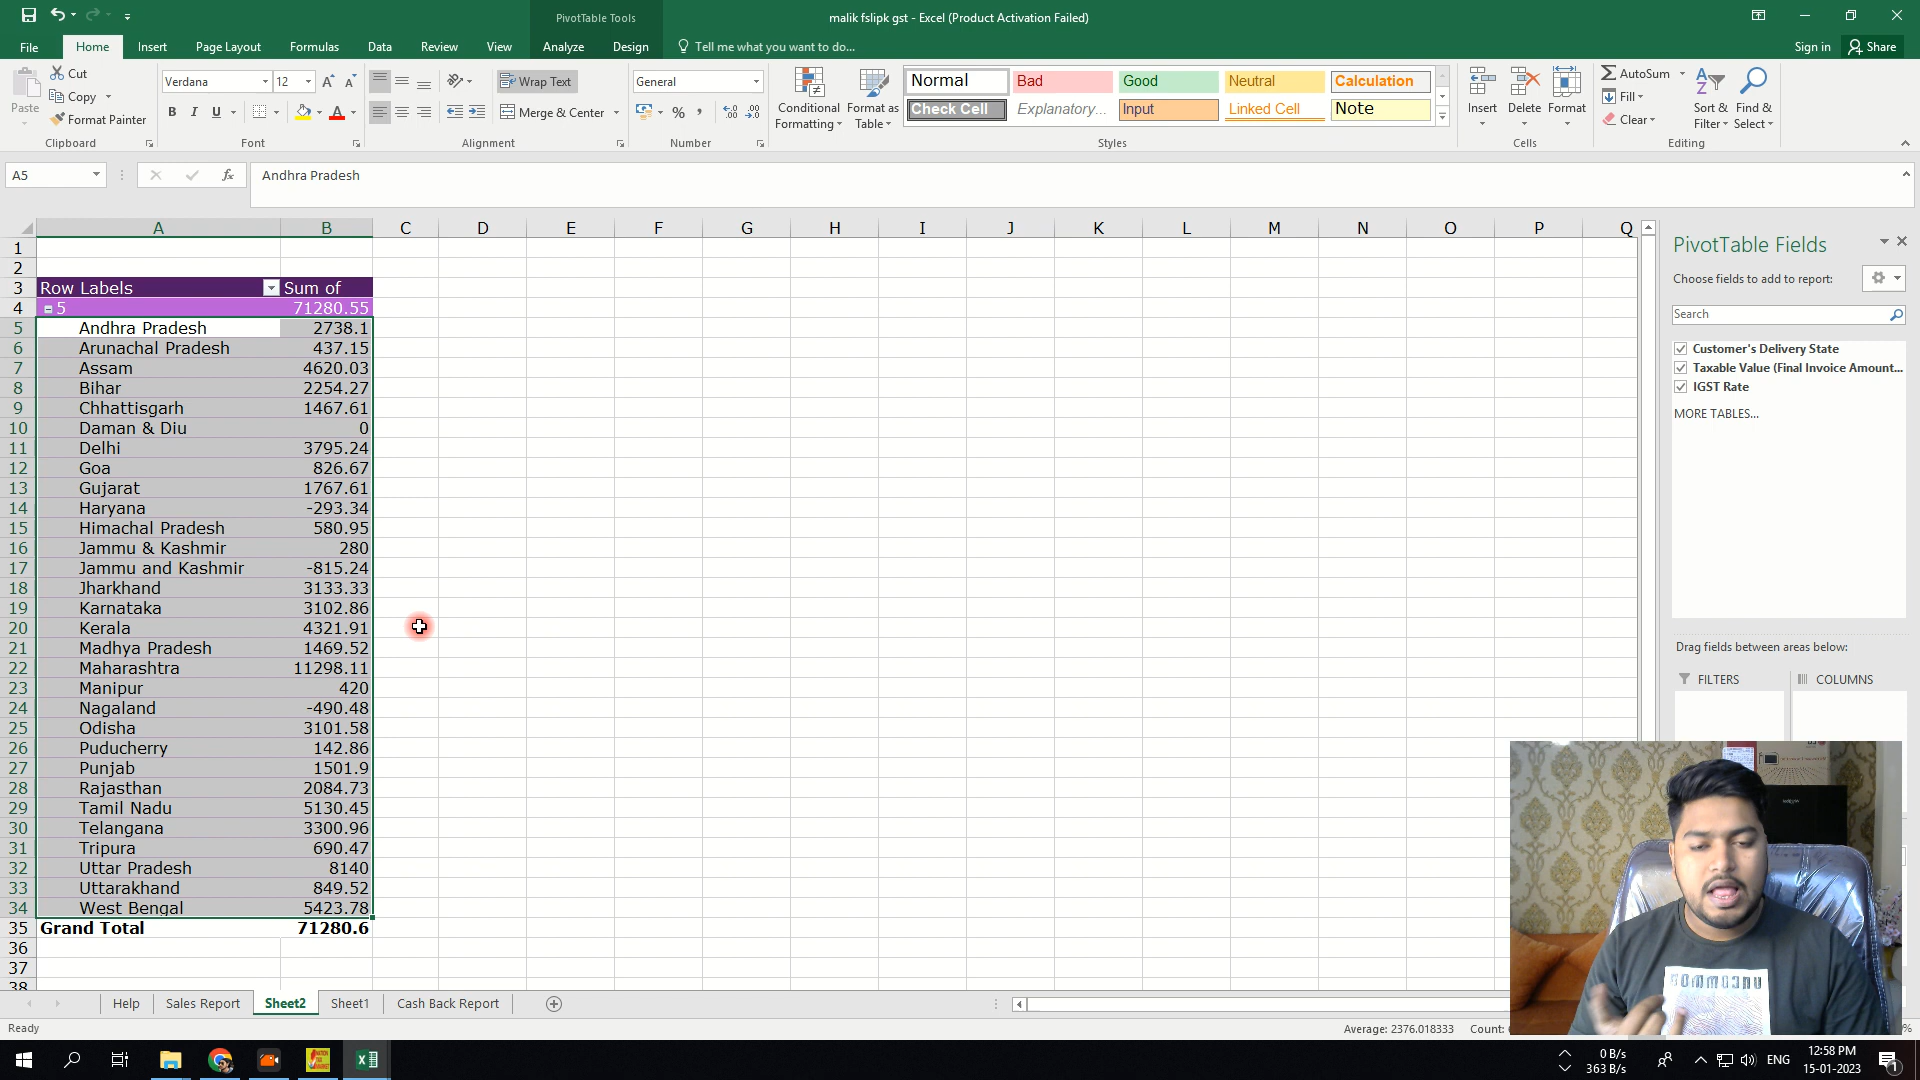 PivotTable Tools
malik fslipk gst - Excel (Product Activation Failed)
File Home Insert Page Layout Formulas Data Review View Analyze Design Tell me what you want to do... Sign in Share
Paste Cut Copy Format Painter Clipboard
Verdana 12 B I U A Font
Wrap Text Merge & Center Alignment
General % Number
Conditional Formatting Format as Table
Normal Bad Good Neutral Calculation
Check Cell Explanatory... Input Linked Cell Note
Styles
Insert Delete Format Cells
AutoSum Fill Clear Sort & Filter Find & Select Editing
A5 fx Andhra Pradesh
A B C D E F G H I J K L M N O P Q
1
2
3 Row Labels Sum of
4 5 71280.55
5 Andhra Pradesh 2738.1
6 Arunachal Pradesh 437.15
7 Assam 4620.03
8 Bihar 2254.27
9 Chhattisgarh 1467.61
10 Daman & Diu 0
11 Delhi 3795.24
12 Goa 826.67
13 Gujarat 1767.61
14 Haryana -293.34
15 Himachal Pradesh 580.95
16 Jammu & Kashmir 280
17 Jammu and Kashmir -815.24
18 Jharkhand 3133.33
19 Karnataka 3102.86
20 Kerala 4321.91
21 Madhya Pradesh 1469.52
22 Maharashtra 11298.11
23 Manipur 420
24 Nagaland -490.48
25 Odisha 3101.58
26 Puducherry 142.86
27 Punjab 1501.9
28 Rajasthan 2084.73
29 Tamil Nadu 5130.45
30 Telangana 3300.96
31 Tripura 690.47
32 Uttar Pradesh 8140
33 Uttarakhand 849.52
34 West Bengal 5423.78
35 Grand Total 71280.6
36
37
38
PivotTable Fields
Choose fields to add to report:
Search
Customer's Delivery State
Taxable Value (Final Invoice Amount...
IGST Rate
MORE TABLES...
Drag fields between areas below:
FILTERS COLUMNS
Help Sales Report Sheet2 Sheet1 Cash Back Report
Ready Average: 2376.018333 Count:
0 B/s
363 B/s
ENG
12:58 PM
15-01-2023
1